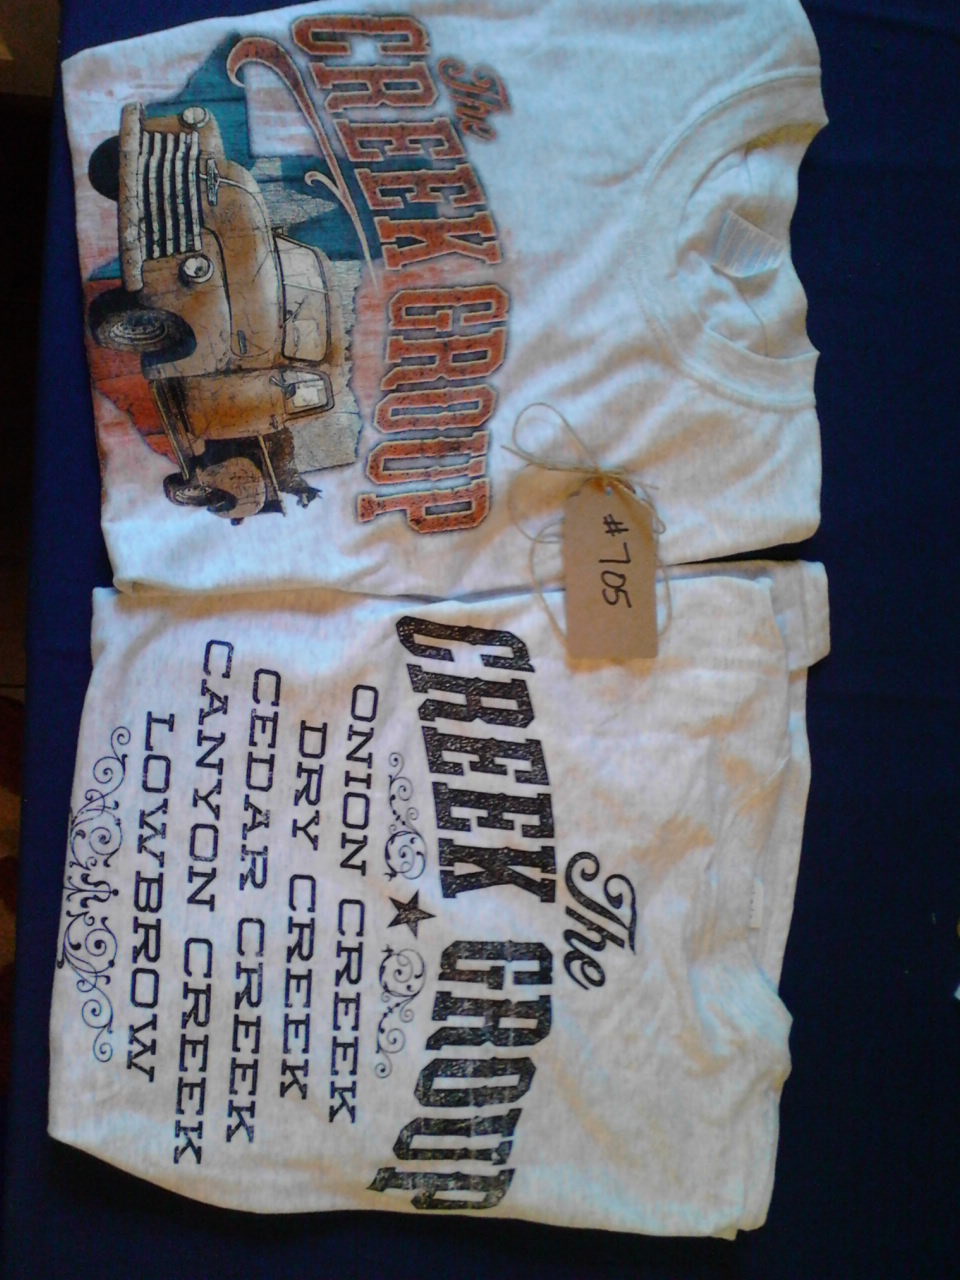 The
CREEK GROUP
#705
The
CREEK GROUP
ONION CREEK
DRY CREEK
CEDAR CREEK
CANYON CREEK
LOWBROW